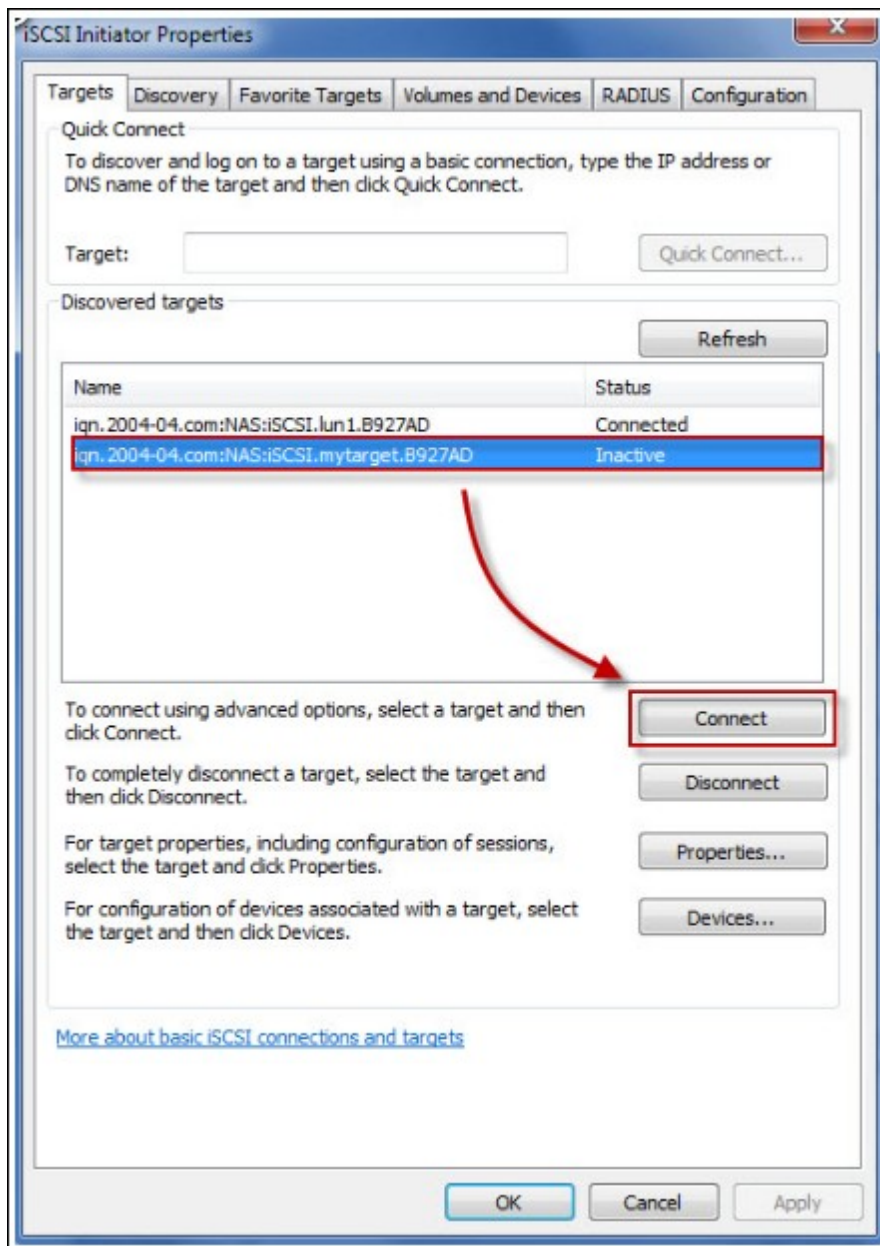 iSCSI Initiator Properties
Targets Discovery Favorite Targets Volumes and Devices RADIUS Configuration
Quick Connect
To discover and log on to a target using a basic connection, type the IP address or
DNS name of the target and then click Quick Connect.
Target:
Quick Connect...
Discovered targets
Refresh
Name Status
iqn.2004-04.com:NAS:iSCSI.lun1.B927AD Connected
iqn.2004-04.com:NAS:iSCSI.mytarget.B927AD Inactive
To connect using advanced options, select a target and then
click Connect.
Connect
To completely disconnect a target, select the target and
then click Disconnect.
Disconnect
For target properties, including configuration of sessions,
select the target and click Properties.
Properties...
For configuration of devices associated with a target, select
the target and then click Devices.
Devices...
More about basic iSCSI connections and targets
OK Cancel Apply